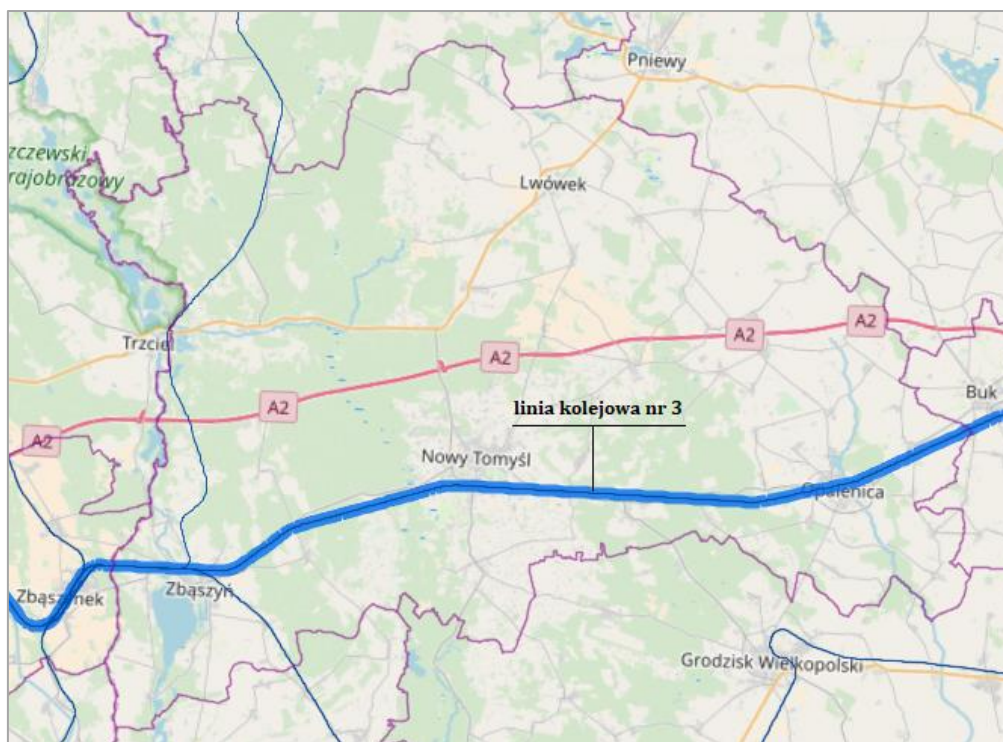 Pniewy
zczewski
rajobrazowy
Lwówek
Trzciel
A2
A2
A2
A2
A2
Buk
linia kolejowa nr 3
Nowy Tomyśl
Opalenica
Zbąszynek
Zbąszyń
Grodzisk Wielkopolski